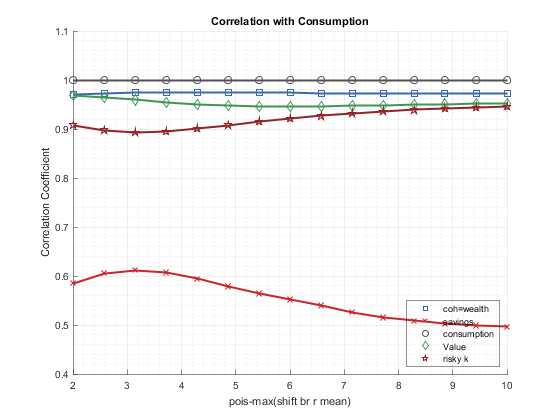 Correlation with Consumption
Correlation Coefficient
1.1
1
0.9
0.8
0.7
0.6
0.5
0.4
2
3
4
5
6
7
8
9
10
pois-max(shift br r mean)
coh=wealth
savings
consumption
Value
risky k